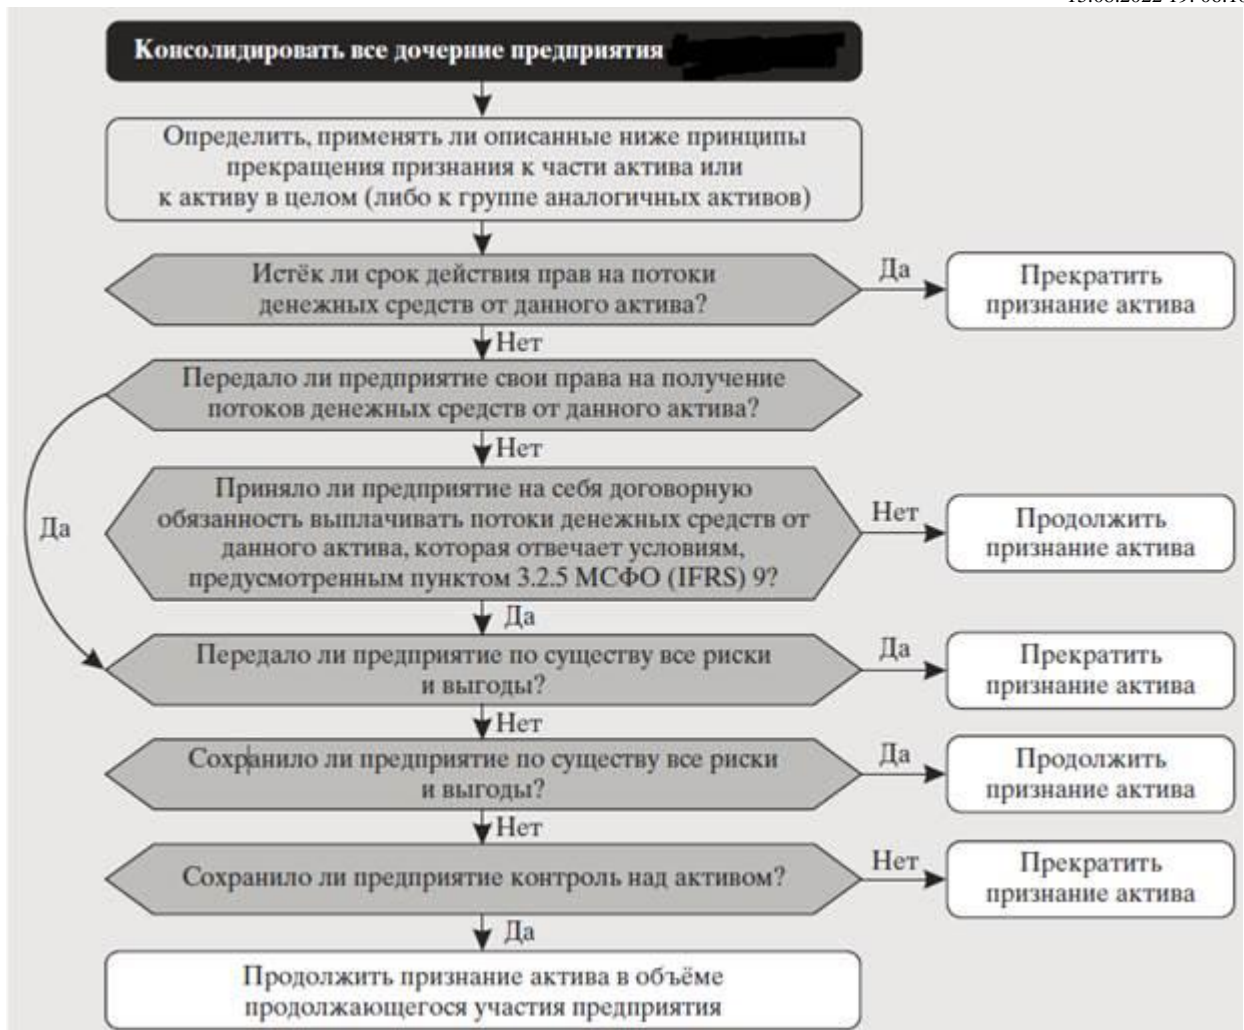 Консолидировать все дочерние предприятия
Определить, применять ли описанные ниже принципы
прекращения признания к части актива или
к активу в целом (либо к группе аналогичных активов)
Истёк ли срок действия прав на потоки
денежных средств от данного актива?
Да
Прекратить
признание актива
Нет
Передало ли предприятие свои права на получение
потоков денежных средств от данного актива?
Нет
Да
Приняло ли предприятие на себя договорную
обязанность выплачивать потоки денежных средств от
данного актива, которая отвечает условиям,
предусмотренным пунктом 3.2.5 МСФО (IFRS) 9?
Нет
Продолжить
признание актива
Да
Передало ли предприятие по существу все риски
и выгоды?
Да
Прекратить
признание актива
Нет
Сохранило ли предприятие по существу все риски
и выгоды?
Да
Продолжить
признание актива
Нет
Сохранило ли предприятие контроль над активом?
Нет
Прекратить
признание актива
Да
Продолжить признание актива в объёме
продолжающегося участия предприятия